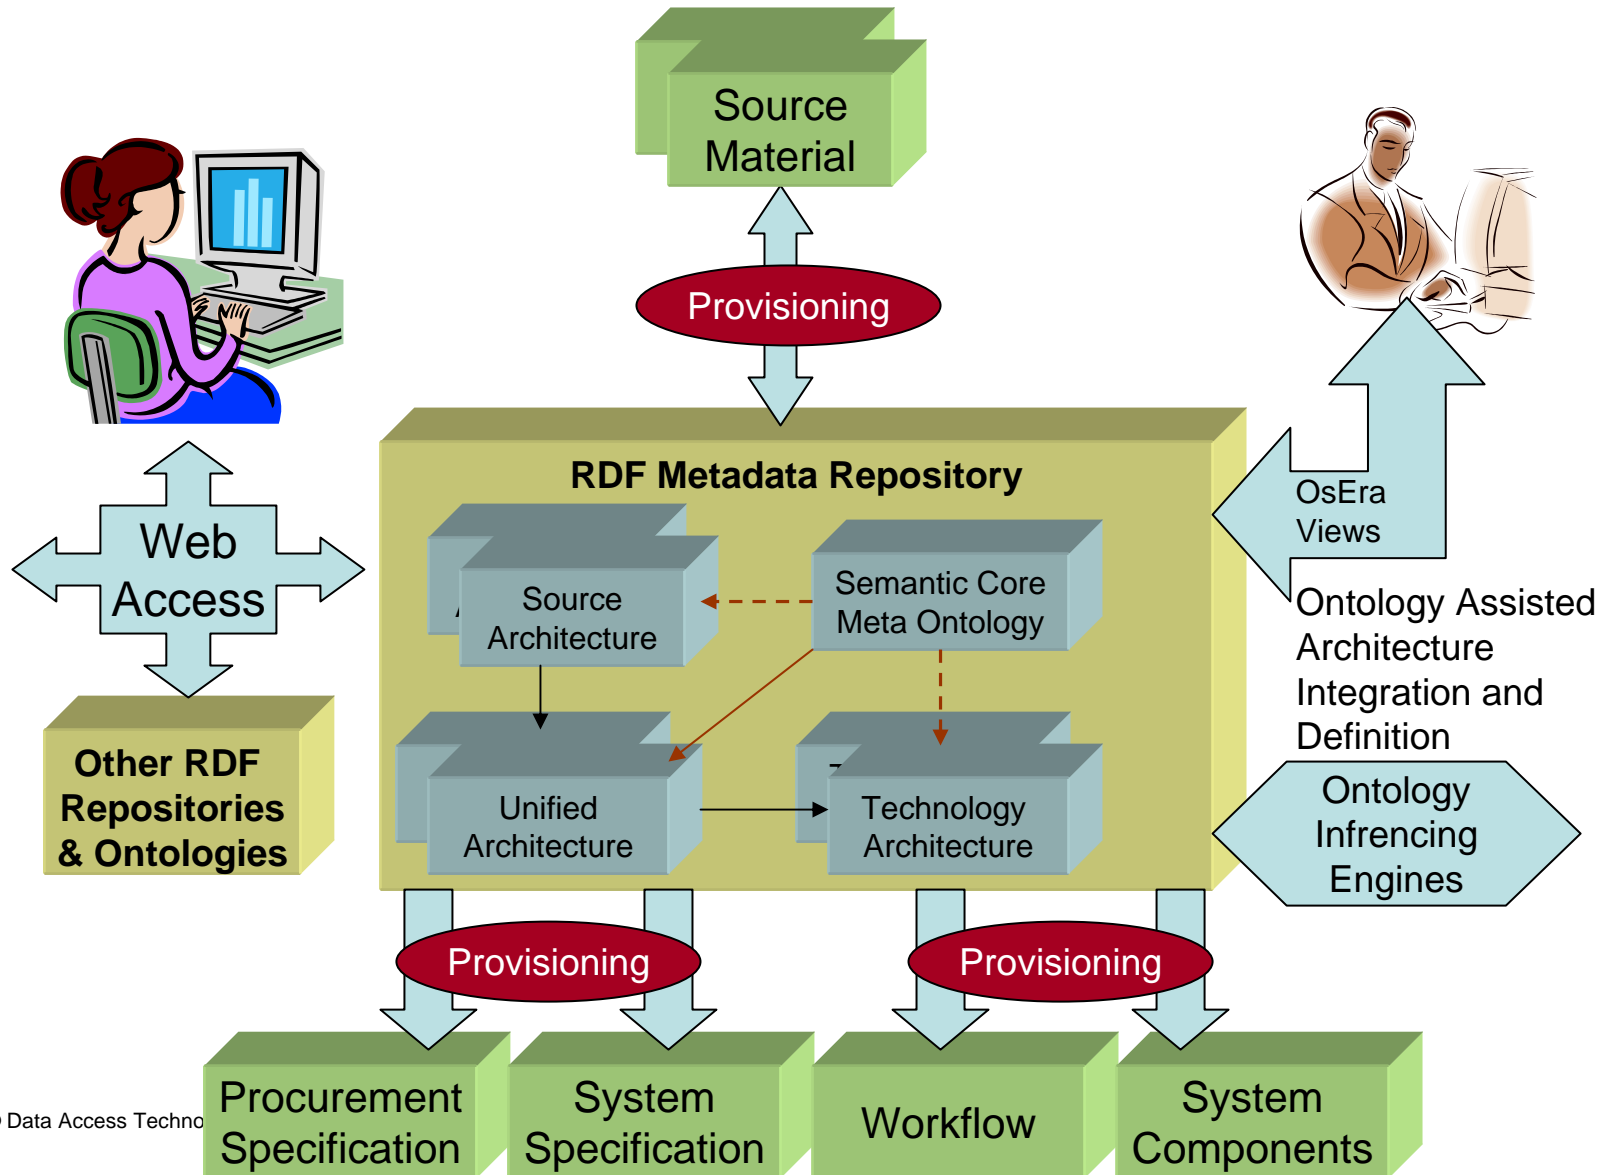 Source
Material
Provisioning
RDF Metadata Repository
OsEra
Views
Web
Access
Source
Architecture
Semantic Core
Meta Ontology
Ontology Assisted
Architecture
Integration and
Definition
Other RDF
Repositories
& Ontologies
Unified
Architecture
Technology
Architecture
Ontology
Infrencing
Engines
Provisioning
Provisioning
Procurement
Specification
System
Specification
Workflow
System
Components
Data Access